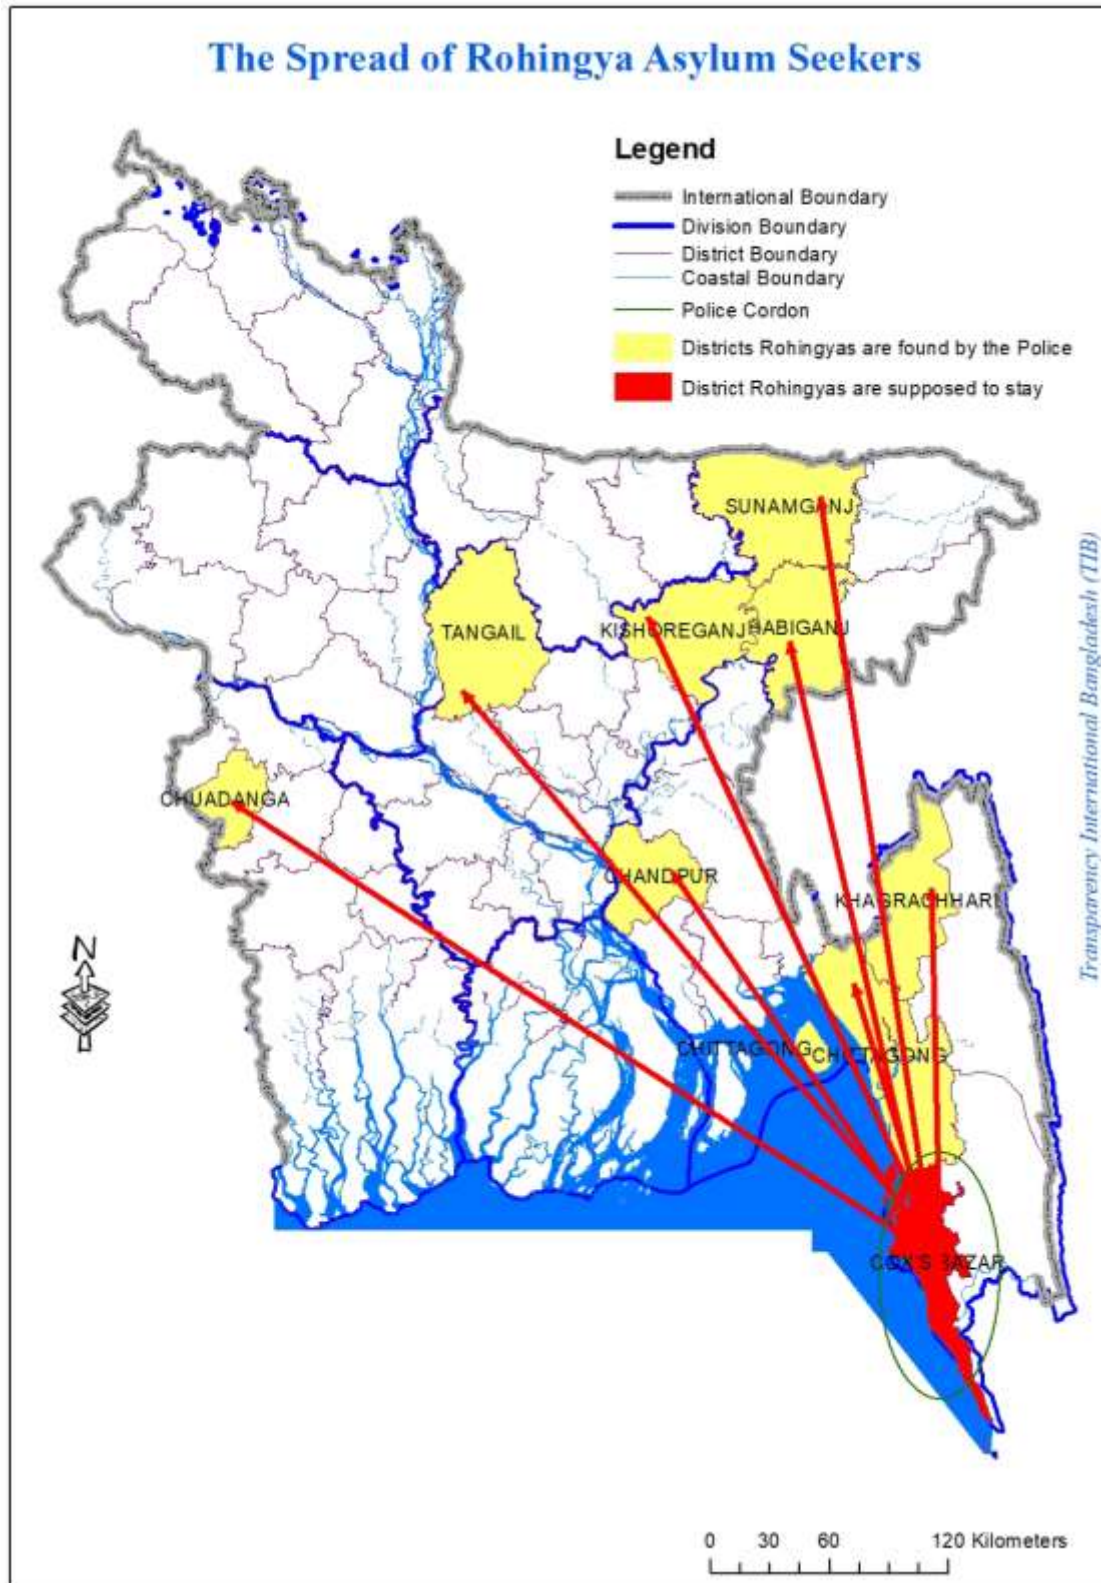 The Spread of Rohingya Asylum Seekers
Legend
International Boundary
Division Boundary
District Boundary
Coastal Boundary
Police Cordon
Districts Rohingyas are found by the Police
District Rohingyas are supposed to stay
SUNAMGANJ
TANGAIL
KISHOREGANJ
HABIGANJ
CHUADANGA
CHANDPUR
KHAGRACHHARI
Transparency International Bangladesh (TIB)
N
CHITTAGONG
CHITTAGONG
COX'S BAZAR
0 30 60 120 Kilometers